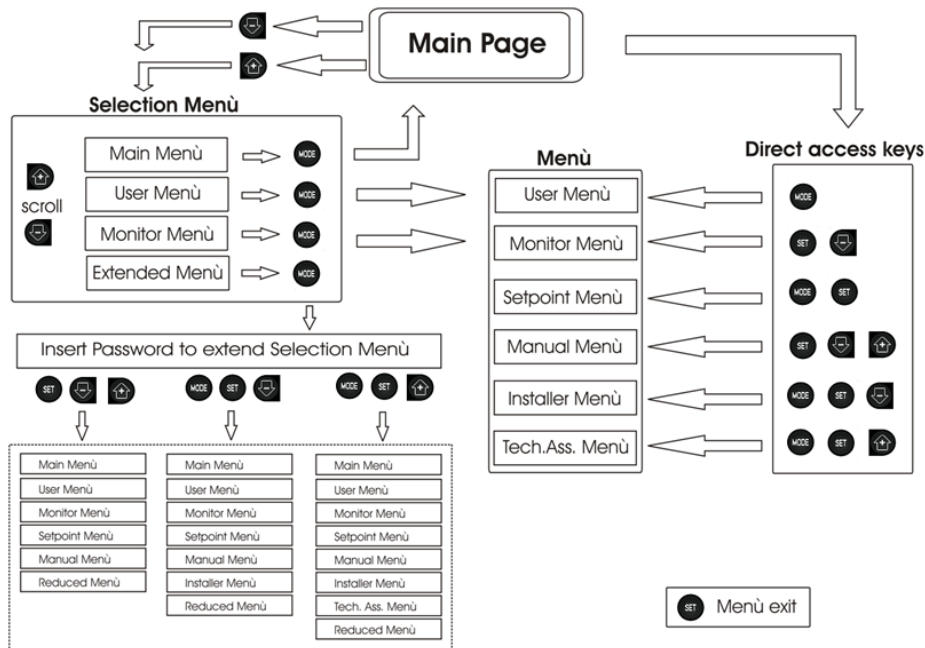 Main Page
Selection Menù
Main Menù
MODE
User Menù
MODE
scroll
Monitor Menù
MODE
Extended Menù
MODE
Insert Password to extend Selection Menù
SET
MODE SET
MODE SET
Main Menù
User Menù
Monitor Menù
Setpoint Menù
Manual Menù
Reduced Menù
Main Menù
User Menù
Monitor Menù
Setpoint Menù
Manual Menù
Installer Menù
Reduced Menù
Main Menù
User Menù
Monitor Menù
Setpoint Menù
Manual Menù
Installer Menù
Tech. Ass. Menù
Reduced Menù
Menù
User Menù
Monitor Menù
Setpoint Menù
Manual Menù
Installer Menù
Tech.Ass. Menù
Direct access keys
MODE
SET
MODE SET
SET
MODE SET
MODE SET
SET Menù exit